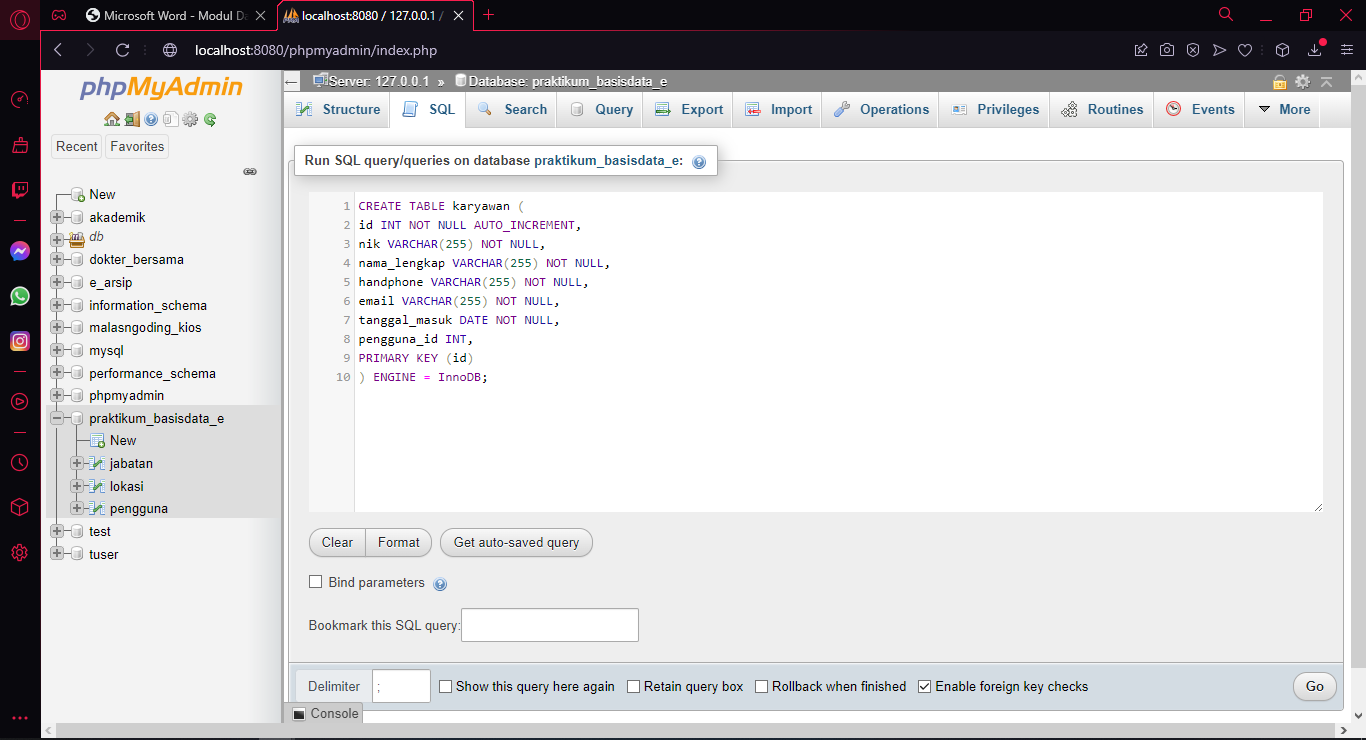 Microsoft Word - Modul Da
localhost:8080 / 127.0.0.1 /
localhost:8080/phpmyadmin/index.php
phpMyAdmin
Recent
Favorites
New
akademik
db
dokter_bersama
e_arsip
information_schema
malasngoding_kios
mysql
performance_schema
phpmyadmin
praktikum_basisdata_e
New
jabatan
lokasi
pengguna
test
tuser
Server: 127.0.0.1 » Database: praktikum_basisdata_e
Structure SQL Search Query Export Import Operations Privileges Routines Events More
Run SQL query/queries on database praktikum_basisdata_e:
1 CREATE TABLE karyawan (
2 id INT NOT NULL AUTO_INCREMENT,
3 nik VARCHAR(255) NOT NULL,
4 nama_lengkap VARCHAR(255) NOT NULL,
5 handphone VARCHAR(255) NOT NULL,
6 email VARCHAR(255) NOT NULL,
7 tanggal_masuk DATE NOT NULL,
8 pengguna_id INT,
9 PRIMARY KEY (id)
10 ) ENGINE = InnoDB;
Clear Format Get auto-saved query
Bind parameters
Bookmark this SQL query:
Delimiter ; Show this query here again Retain query box Rollback when finished Enable foreign key checks Go
Console